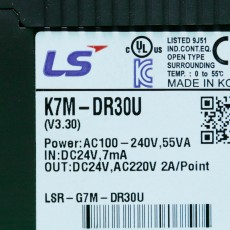 LS
LISTED 9J51
IND.CONT.EQ.
OPEN TYPE
SURROUNDING
TEMP. : 0 to 55℃
MADE IN KO
K7M-DR30U
(V3.30)
Power:AC100-240V,55VA
IN:DC24V,7mA
OUT:DC24V,AC220V 2A/Point
LSR-G7M-DR30U